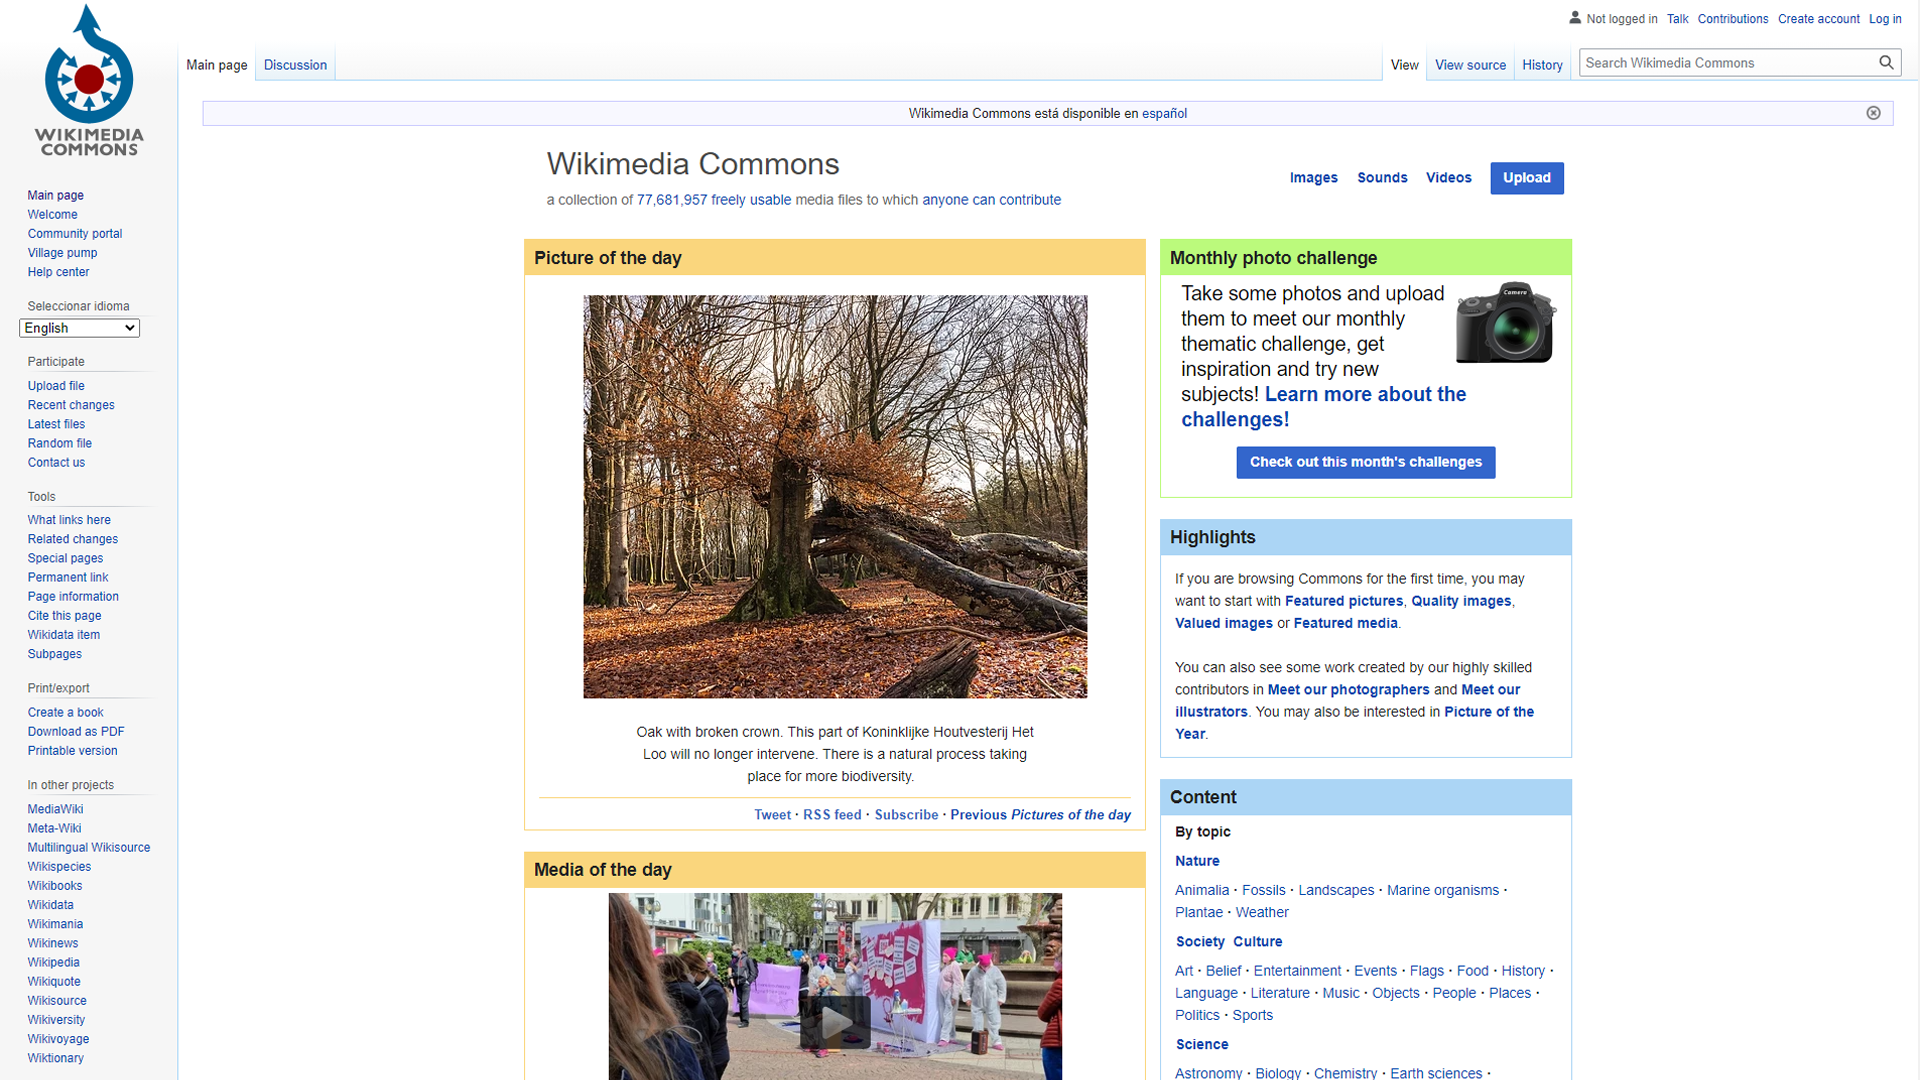 Not logged in Talk Contributions Create account Log in
Main page Discussion View View source History Search Wikimedia Commons
WIKIMEDIA
COMMONS
Main page
Welcome
Community portal
Village pump
Help center
Seleccionar idioma
English
Participate
Upload file
Recent changes
Latest files
Random file
Contact us
Tools
What links here
Related changes
Special pages
Permanent link
Page information
Cite this page
Wikidata item
Subpages
Print/export
Create a book
Download as PDF
Printable version
In other projects
MediaWiki
Meta-Wiki
Multilingual Wikisource
Wikispecies
Wikibooks
Wikidata
Wikimania
Wikinews
Wikipedia
Wikiquote
Wikisource
Wikiversity
Wikivoyage
Wiktionary
Wikimedia Commons está disponible en español
Wikimedia Commons
a collection of 77,681,957 freely usable media files to which anyone can contribute
Images Sounds Videos Upload
Picture of the day
Oak with broken crown. This part of Koninklijke Houtvesterij Het
Loo will no longer intervene. There is a natural process taking
place for more biodiversity.
Tweet · RSS feed · Subscribe · Previous Pictures of the day
Media of the day
Monthly photo challenge
Take some photos and upload
them to meet our monthly
thematic challenge, get
inspiration and try new
subjects! Learn more about the
challenges!
Camera
Check out this month's challenges
Highlights
If you are browsing Commons for the first time, you may
want to start with Featured pictures, Quality images,
Valued images or Featured media.
You can also see some work created by our highly skilled
contributors in Meet our photographers and Meet our
illustrators. You may also be interested in Picture of the
Year.
Content
By topic
Nature
Animalia · Fossils · Landscapes · Marine organisms ·
Plantae · Weather
Society Culture
Art · Belief · Entertainment · Events · Flags · Food · History ·
Language · Literature · Music · Objects · People · Places ·
Politics · Sports
Science
Astronomy · Biology · Chemistry · Earth sciences ·